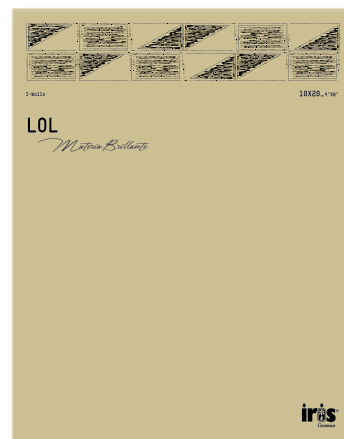 I-Walls
10X20_4"X8"
LOL
Materia Brillante
iris®
Ceramica